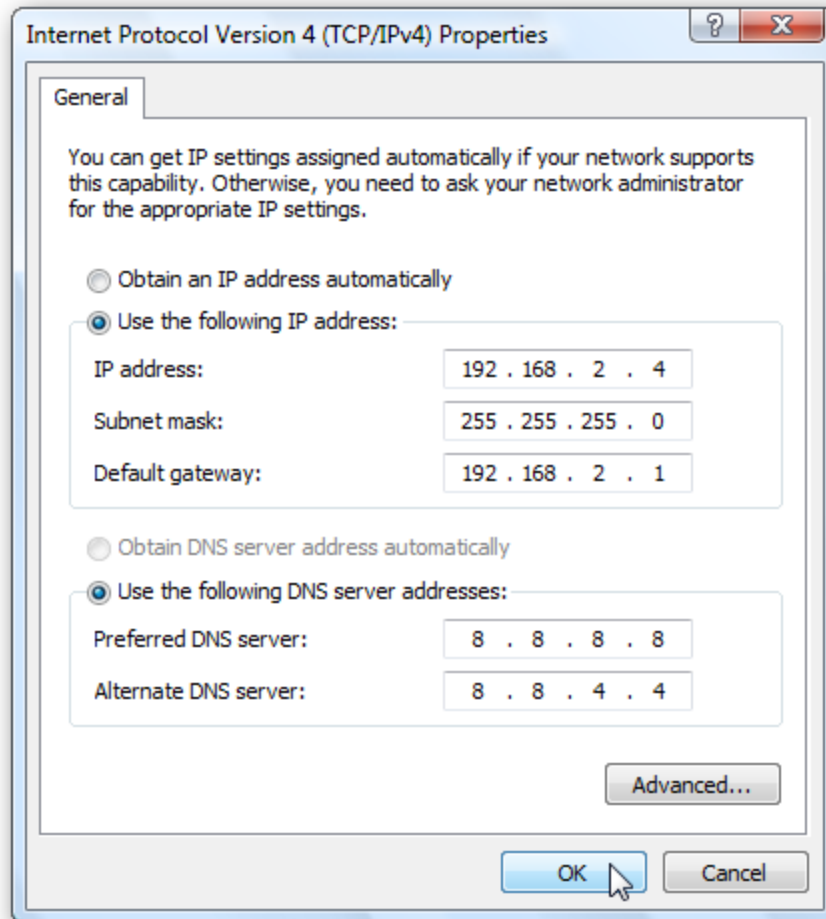 Internet Protocol Version 4 (TCP/IPv4) Properties
?
X
General
You can get IP settings assigned automatically if your network supports
this capability. Otherwise, you need to ask your network administrator
for the appropriate IP settings.
Obtain an IP address automatically
Use the following IP address:
IP address: 192 . 168 . 2 . 4
Subnet mask: 255 . 255 . 255 . 0
Default gateway: 192 . 168 . 2 . 1
Obtain DNS server address automatically
Use the following DNS server addresses:
Preferred DNS server: 8 . 8 . 8 . 8
Alternate DNS server: 8 . 8 . 4 . 4
Advanced...
OK Cancel